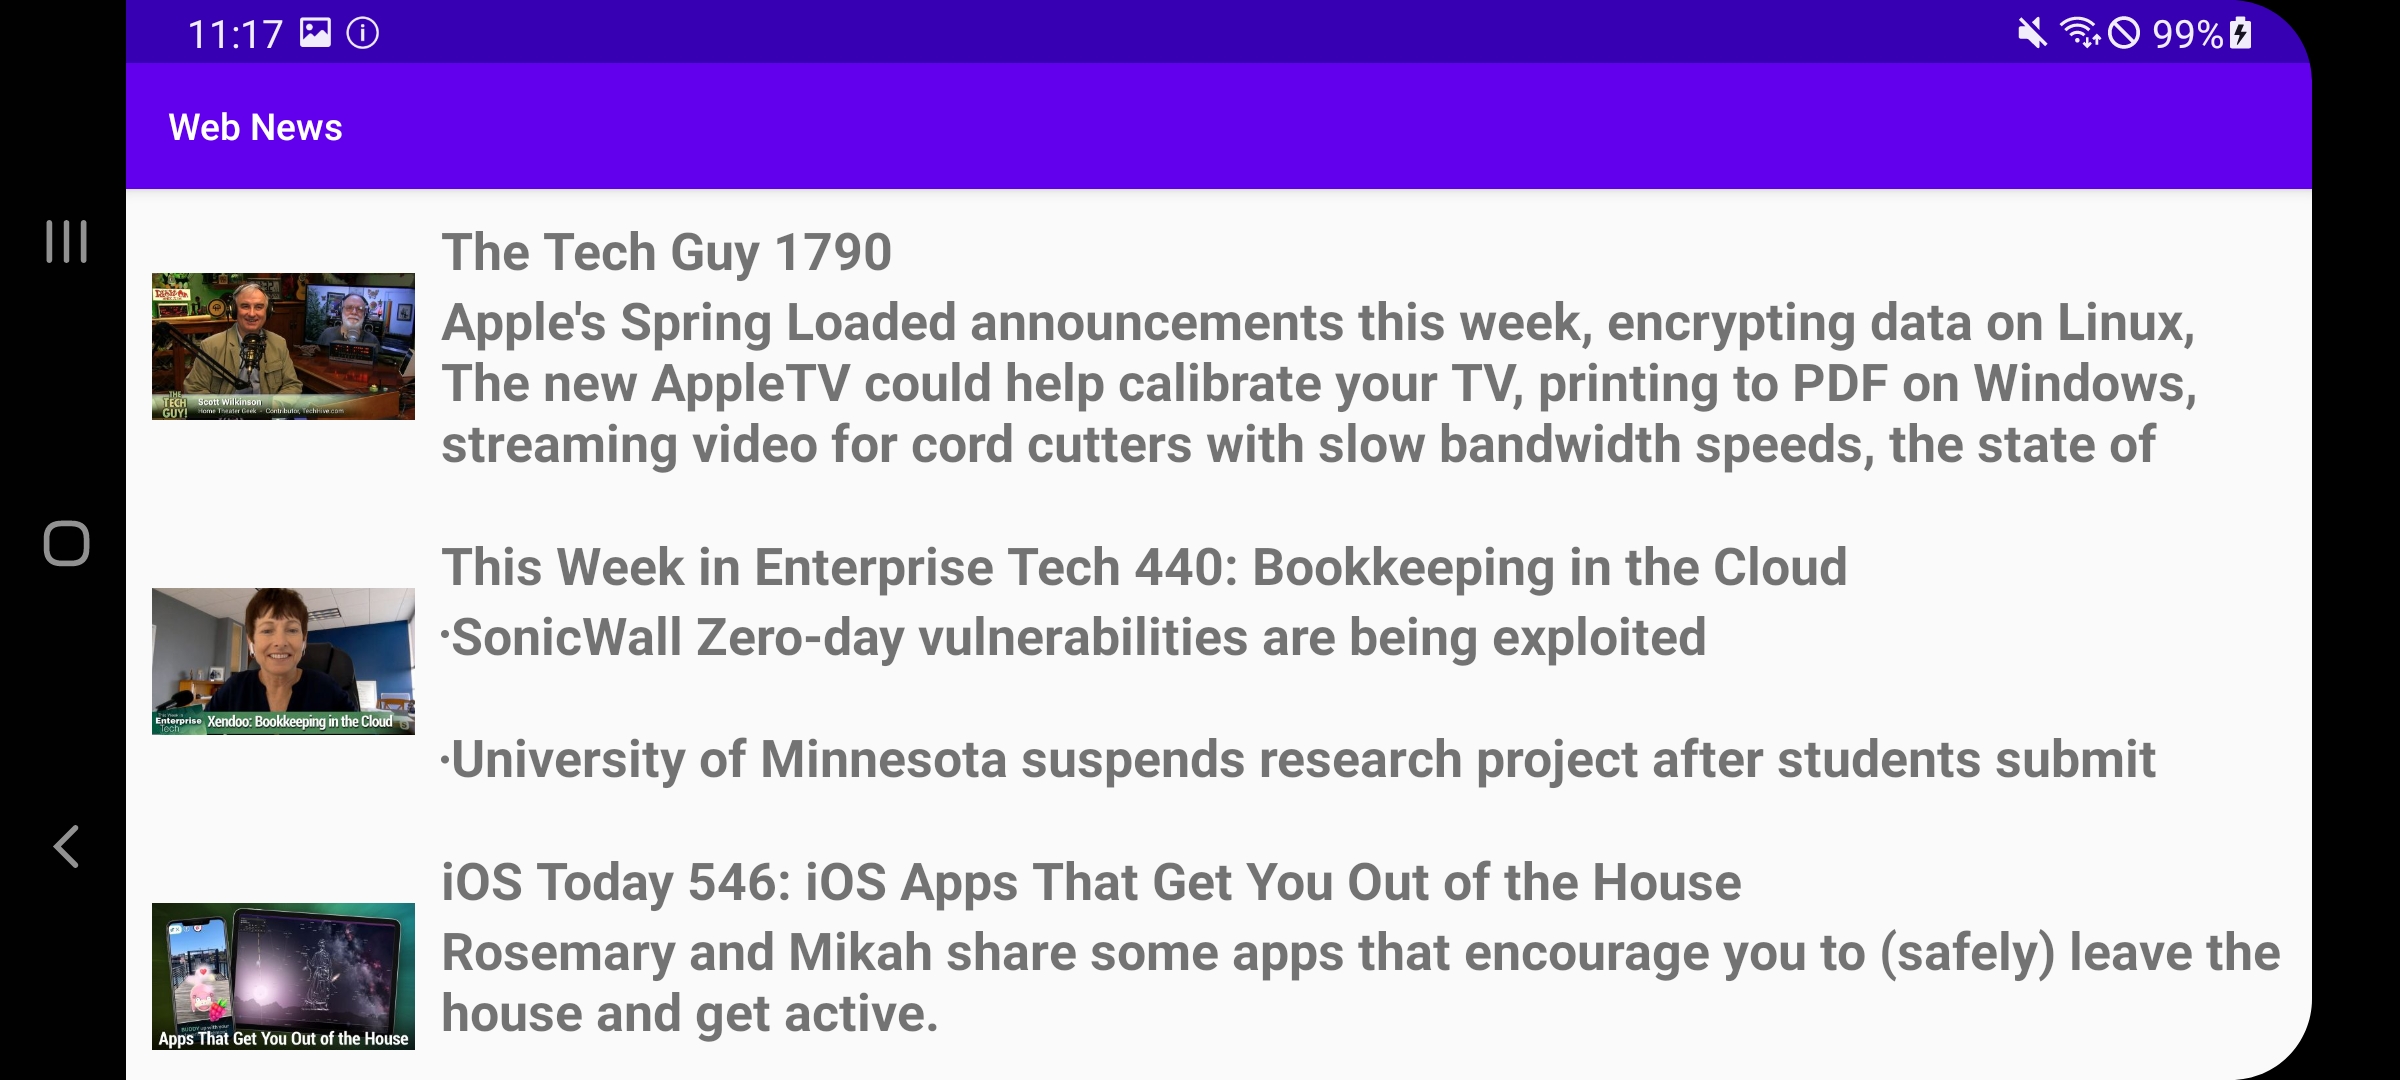 11:17
99%
Web News
The Tech Guy 1790
Apple's Spring Loaded announcements this week, encrypting data on Linux,
The new AppleTV could help calibrate your TV, printing to PDF on Windows,
streaming video for cord cutters with slow bandwidth speeds, the state of
THE TECH GUY!
Scott Wilkinson
Home Theater Geek - Contributor, TechHive.com
This Week in Enterprise Tech 440: Bookkeeping in the Cloud
·SonicWall Zero-day vulnerabilities are being exploited
·University of Minnesota suspends research project after students submit
This Week in
Enterprise
Tech
Xendoo: Bookkeeping in the Cloud
iOS Today 546: iOS Apps That Get You Out of the House
Rosemary and Mikah share some apps that encourage you to (safely) leave the
house and get active.
Apps That Get You Out of the House